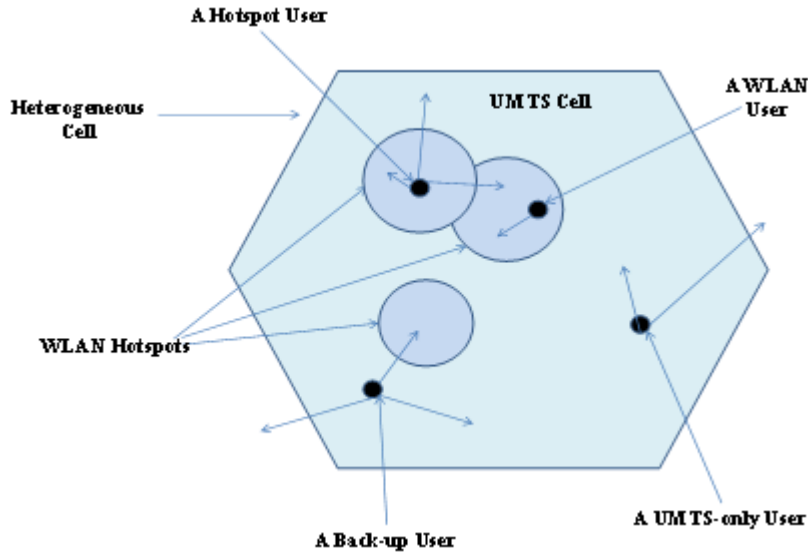 A Hotspot User
UMTS Cell
A WLAN
User
Heterogeneous
Cell
WLAN Hotspots
A UMTS-only User
A Back-up User